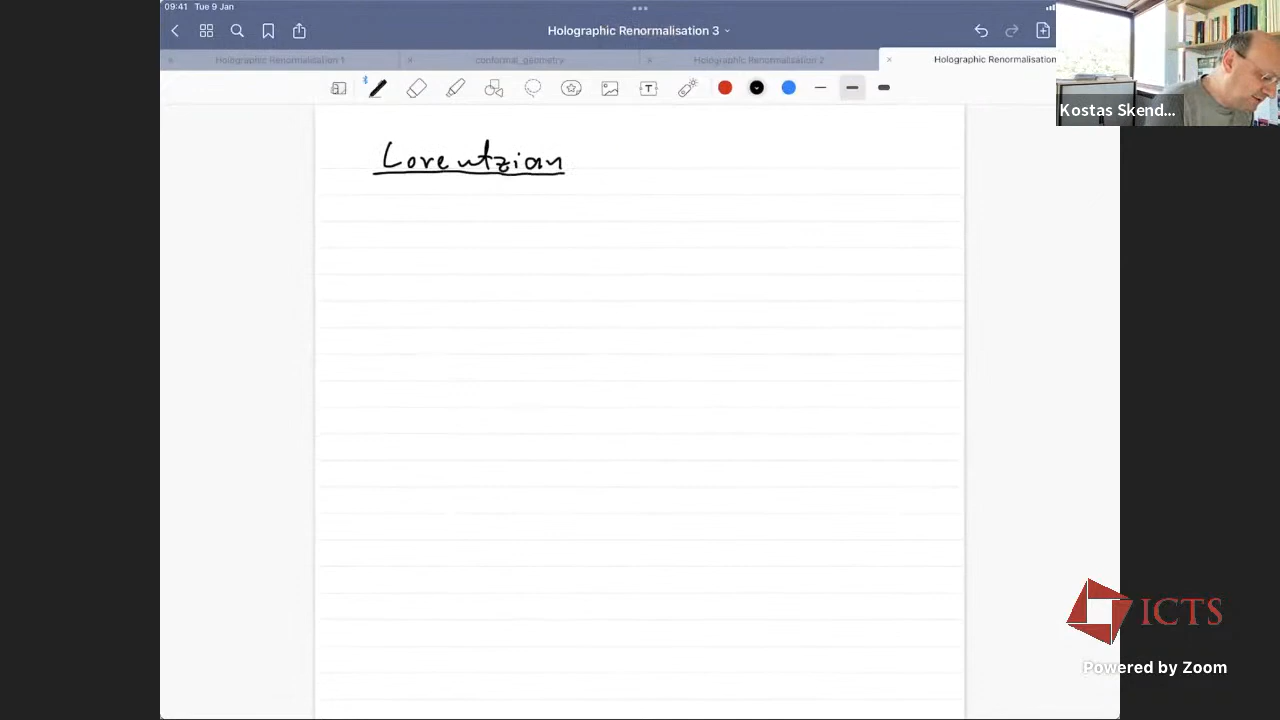 09:41 Tue 9 Jan
Holographic Renormalisation 3
Holographic Renormalisation 1
conformal_geometry
Holographic Renormalisation 2
Holographic Renormalisation
T
Kostas Skend...
Lorentzian
ICTS
Powered by Zoom